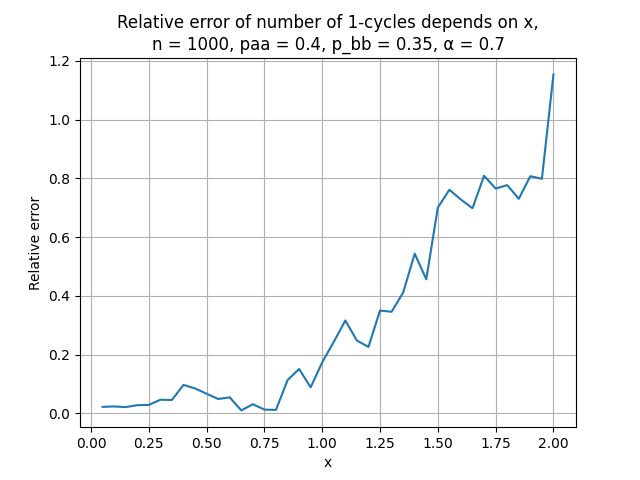 Relative error of number of 1-cycles depends on x,
n = 1000, paa = 0.4, p_bb = 0.35, α = 0.7
1.2
1.0
0.8
0.6
0.4
0.2
0.0
Relative error
0.00 0.25 0.50 0.75 1.00 1.25 1.50 1.75 2.00
x